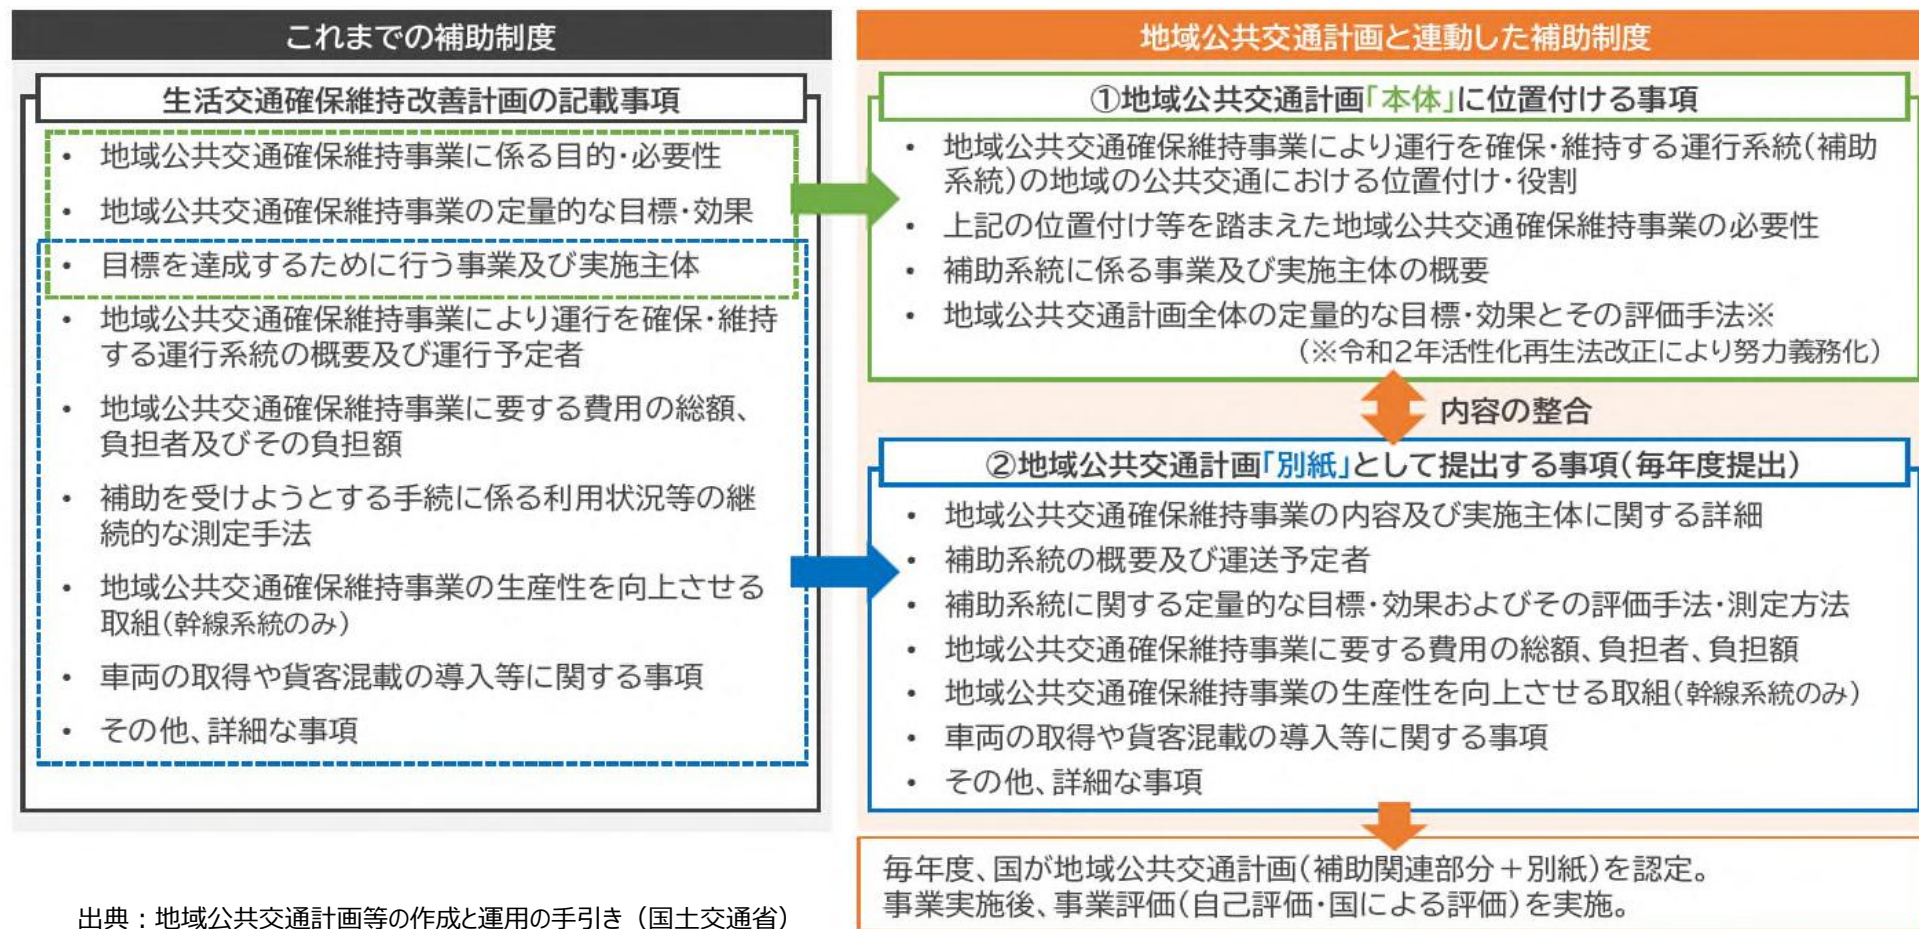 これまでの補助制度
生活交通確保維持改善計画の記載事項
• 地域公共交通確保維持事業に係る目的・必要性
• 地域公共交通確保維持事業の定量的な目標・効果
• 目標を達成するために行う事業及び実施主体
• 地域公共交通確保維持事業により運行を確保・維持
する運行系統の概要及び運行予定者
• 地域公共交通確保維持事業に要する費用の総額、
負担者及びその負担額
• 補助を受けようとする手続に係る利用状況等の継
続的な測定手法
• 地域公共交通確保維持事業の生産性を向上させる
取組(幹線系統のみ)
• 車両の取得や貨客混載の導入等に関する事項
• その他、詳細な事項
出典:地域公共交通計画等の作成と運用の手引き(国土交通省)
地域公共交通計画と連動した補助制度
①地域公共交通計画「本体」に位置付ける事項
• 地域公共交通確保維持事業により運行を確保・維持する運行系統(補助
系統)の地域の公共交通における位置付け・役割
• 上記の位置付け等を踏まえた地域公共交通確保維持事業の必要性
• 補助系統に係る事業及び実施主体の概要
• 地域公共交通計画全体の定量的な目標・効果とその評価手法※
(※令和2年活性化再生法改正により努力義務化)
内容の整合
②地域公共交通計画「別紙」として提出する事項(毎年度提出)
• 地域公共交通確保維持事業の内容及び実施主体に関する詳細
• 補助系統の概要及び運送予定者
• 補助系統に関する定量的な目標・効果およびその評価手法・測定方法
• 地域公共交通確保維持事業に要する費用の総額、負担者、負担額
• 地域公共交通確保維持事業の生産性を向上させる取組(幹線系統のみ)
• 車両の取得や貨客混載の導入等に関する事項
• その他、詳細な事項
毎年度、国が地域公共交通計画(補助関連部分+別紙)を認定。
事業実施後、事業評価(自己評価・国による評価)を実施。